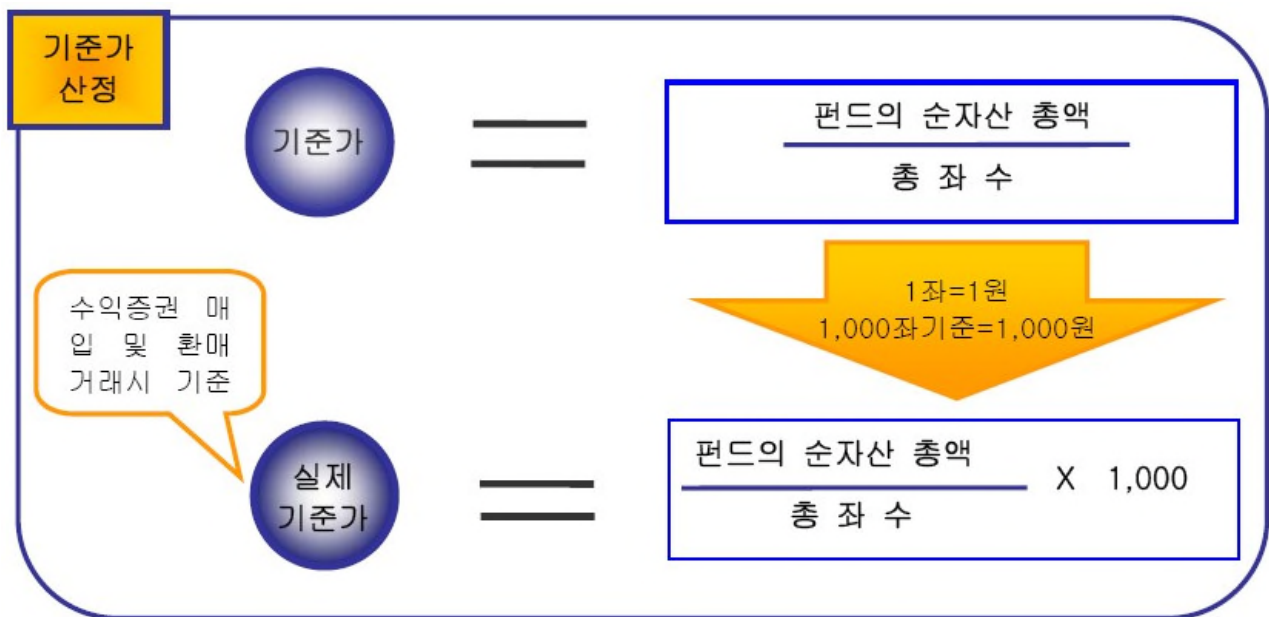 기준가
산정
기준가
펀드의 순자산 총액
총 좌 수
1좌=1원
1,000좌기준=1,000원
수익증권 매
입 및 환매
거래시 기준
실제
기준가
펀드의 순자산 총액
총 좌 수
X 1,000